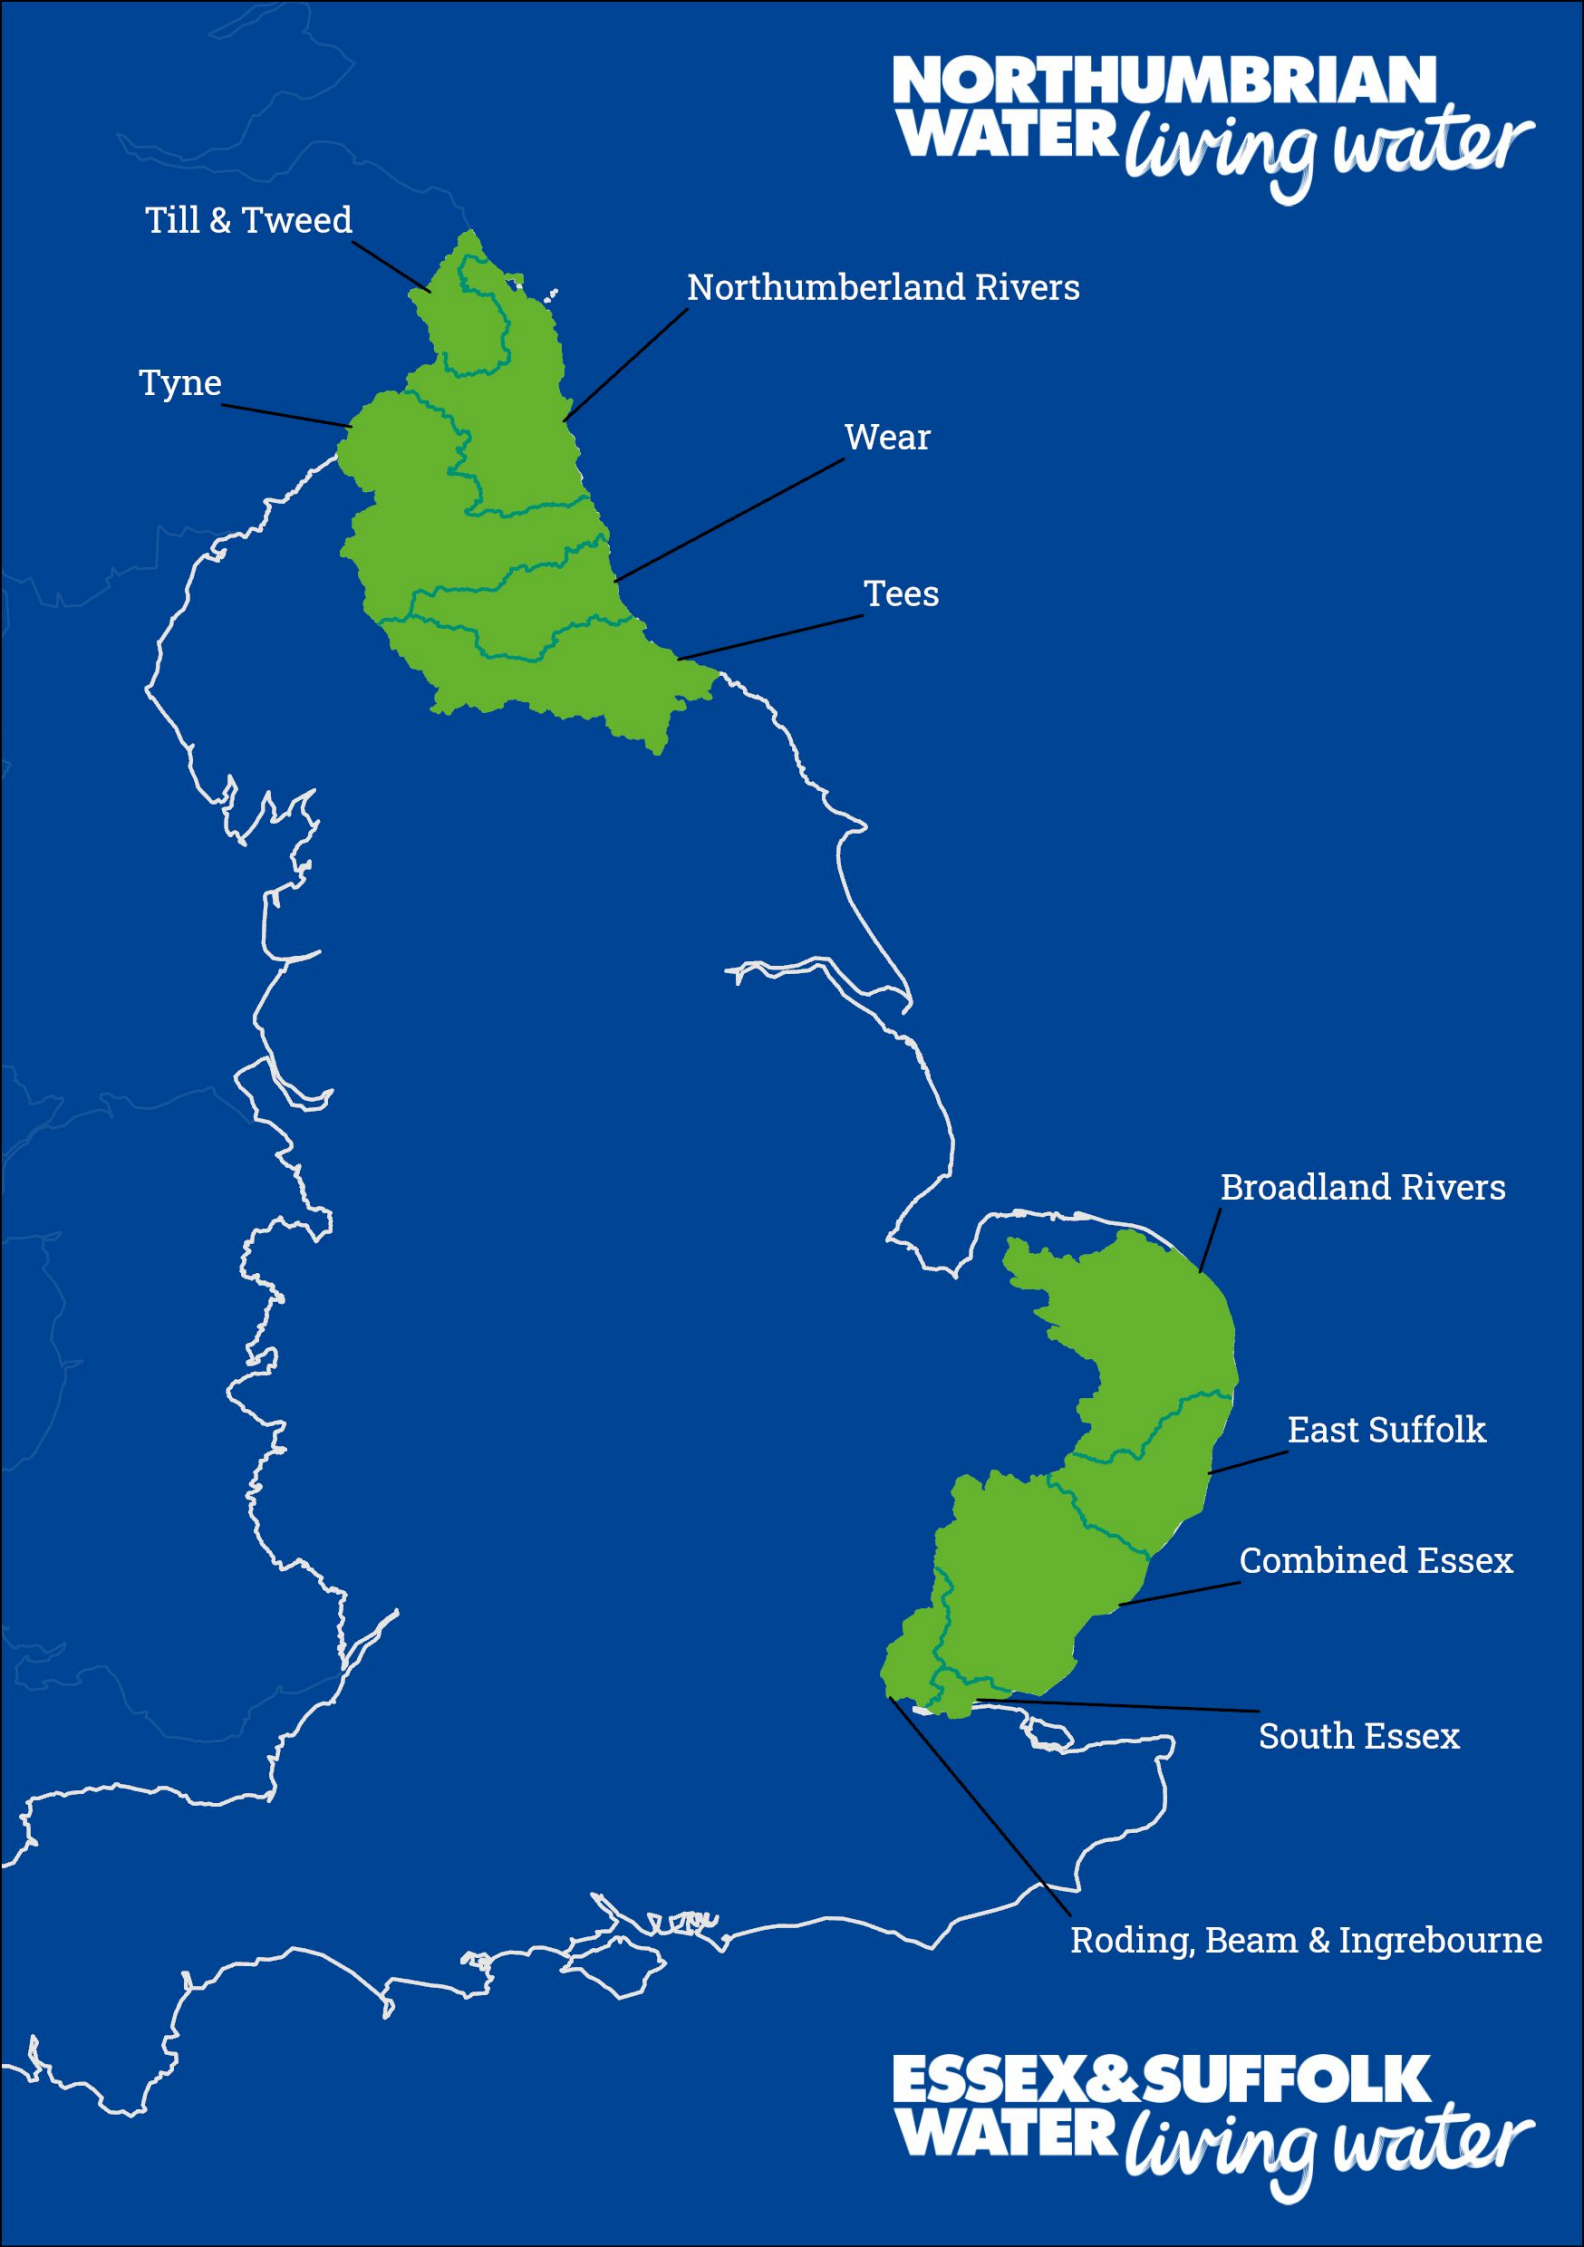 NORTHUMBRIAN
WATER living water
Till & Tweed
Northumberland Rivers
Tyne
Wear
Tees
Broadland Rivers
East Suffolk
Combined Essex
South Essex
Roding, Beam & Ingrebourne
ESSEX&SUFFOLK
WATER living water